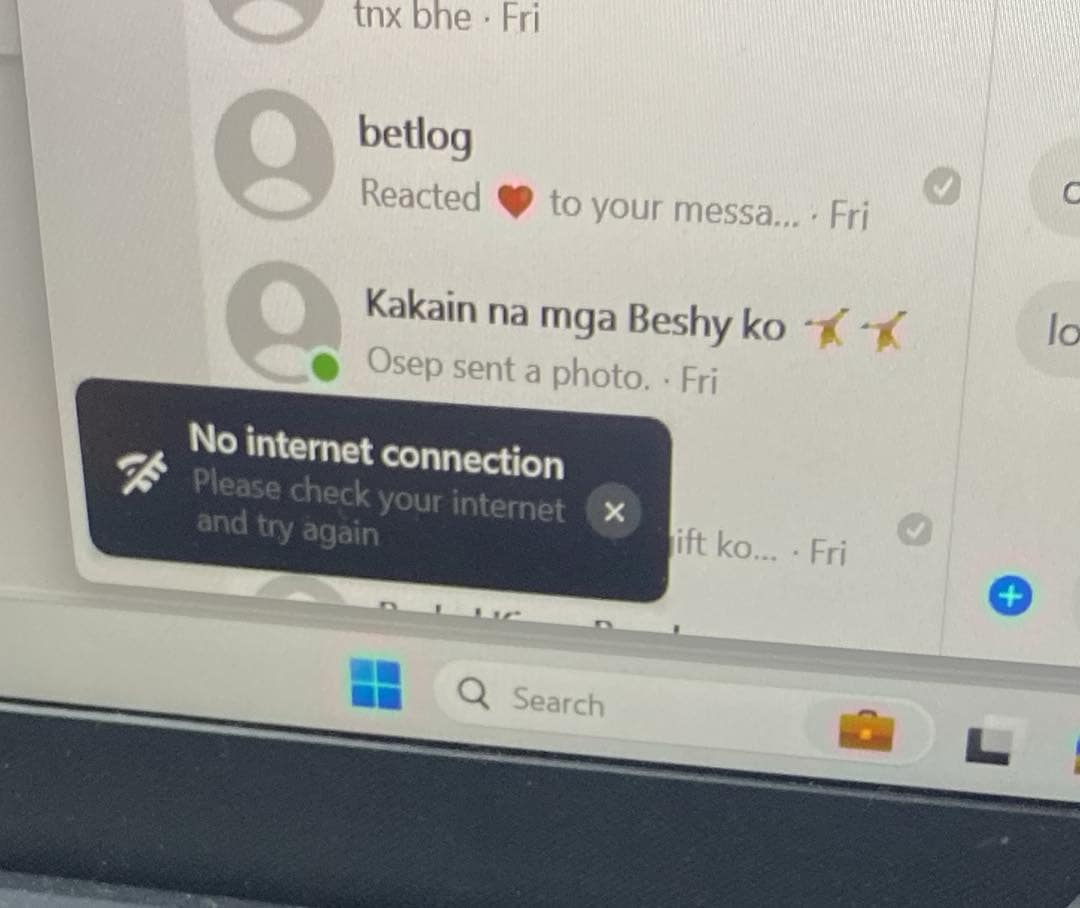 tnx bhe · Fri
betlog
Reacted ❤️ to your messa... · Fri
Kakain na mga Beshy ko 🤸🤸
Osep sent a photo. · Fri
No internet connection
Please check your internet
and try again
ift ko... · Fri
Search